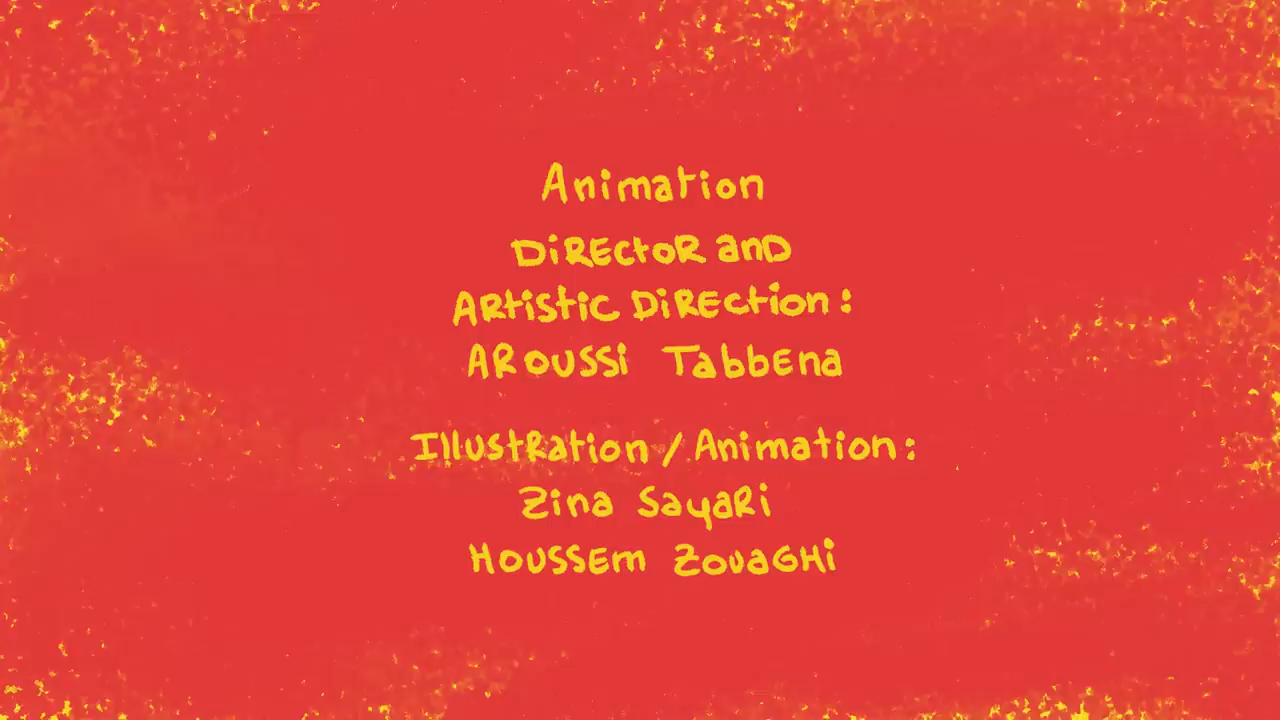 Animation
DiRECtoR anD
ARtiStiC DiRECtion:
AROUSSi Tabbena
IllUStRation / Animation:
Zina SayaRi
HOUSSEm ZOUaGHi